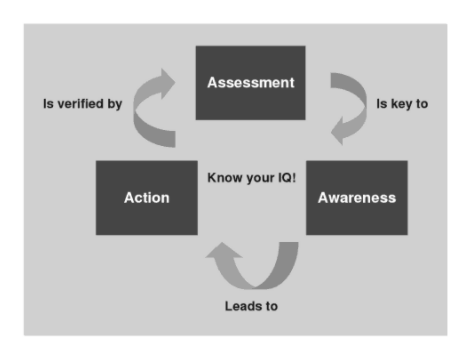 Assessment
Is verified by
Is key to
Know your IQ!
Action
Awareness
Leads to